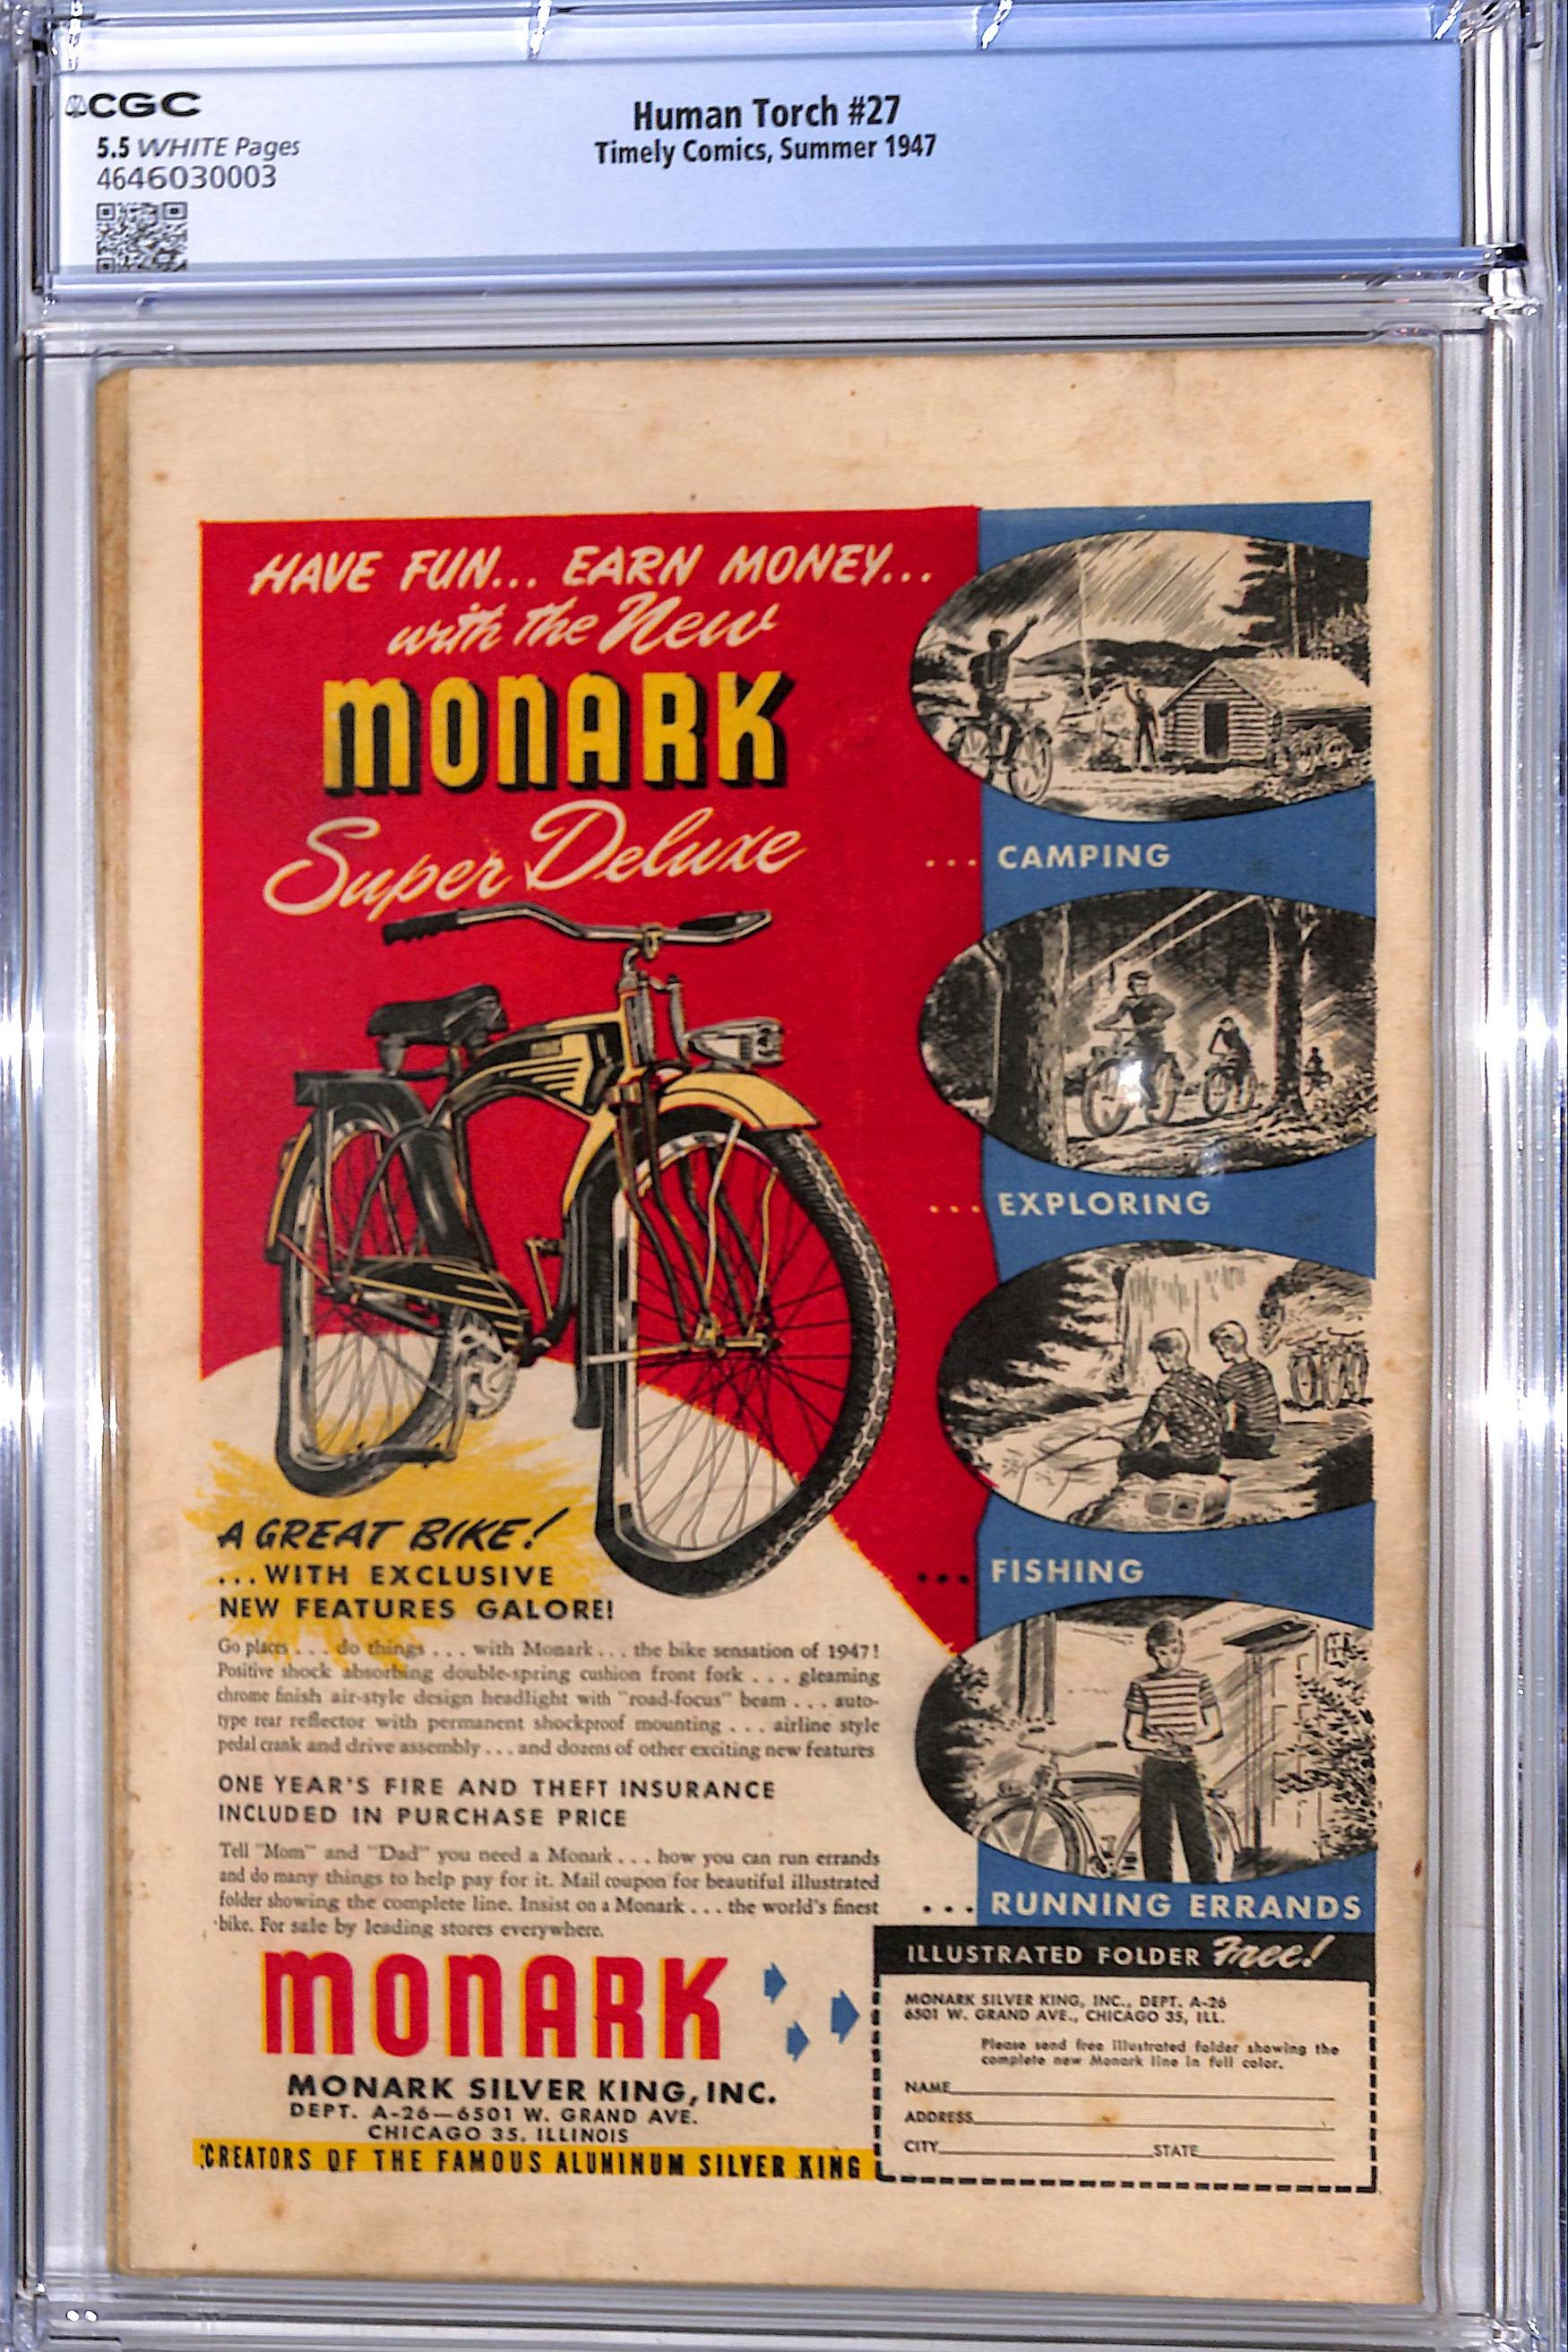 CGC
5.5 WHITE Pages
4646030003
Human Torch #27
Timely Comics, Summer 1947
HAVE FUN... EARN MONEY...
with the New
MONARK
Super Deluxe
... CAMPING
... EXPLORING
... FISHING
... RUNNING ERRANDS
A GREAT BIKE!
...WITH EXCLUSIVE
NEW FEATURES GALORE!
Go places . . . do things . . . with Monark . . . the bike sensation of 1947!
Positive shock absorbing double-spring cushion front fork . . . gleaming
chrome finish air-style design headlight with "road-focus" beam . . . auto-
type rear reflector with permanent shockproof mounting . . . airline style
pedal crank and drive assembly . . . and dozens of other exciting new features
ONE YEAR'S FIRE AND THEFT INSURANCE
INCLUDED IN PURCHASE PRICE
Tell "Mom" and "Dad" you need a Monark . . . how you can run errands
and do many things to help pay for it. Mail coupon for beautiful illustrated
folder showing the complete line. Insist on a Monark . . . the world's finest
bike. For sale by leading stores everywhere.
MONARK
MONARK SILVER KING, INC.
DEPT. A-26—6501 W. GRAND AVE.
CHICAGO 35, ILLINOIS
CREATORS OF THE FAMOUS ALUMINUM SILVER KING
ILLUSTRATED FOLDER Free!
MONARK SILVER KING, INC., DEPT. A-26
6501 W. GRAND AVE., CHICAGO 35, ILL.
Please send free illustrated folder showing the
complete new Monark line in full color.
NAME
ADDRESS
CITY STATE